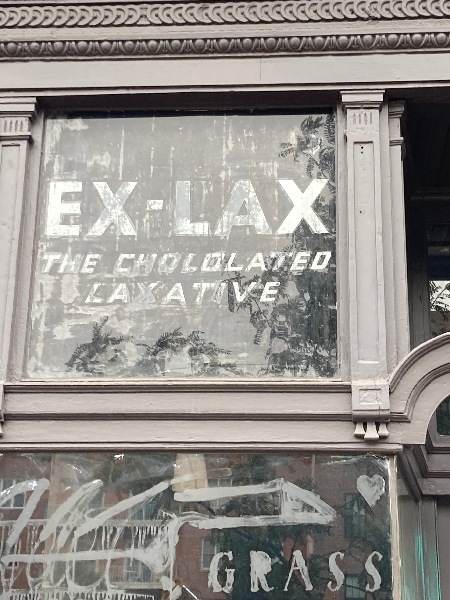 EX-LAX
THE CHOLOLATED
LAXATIVE
GRASS